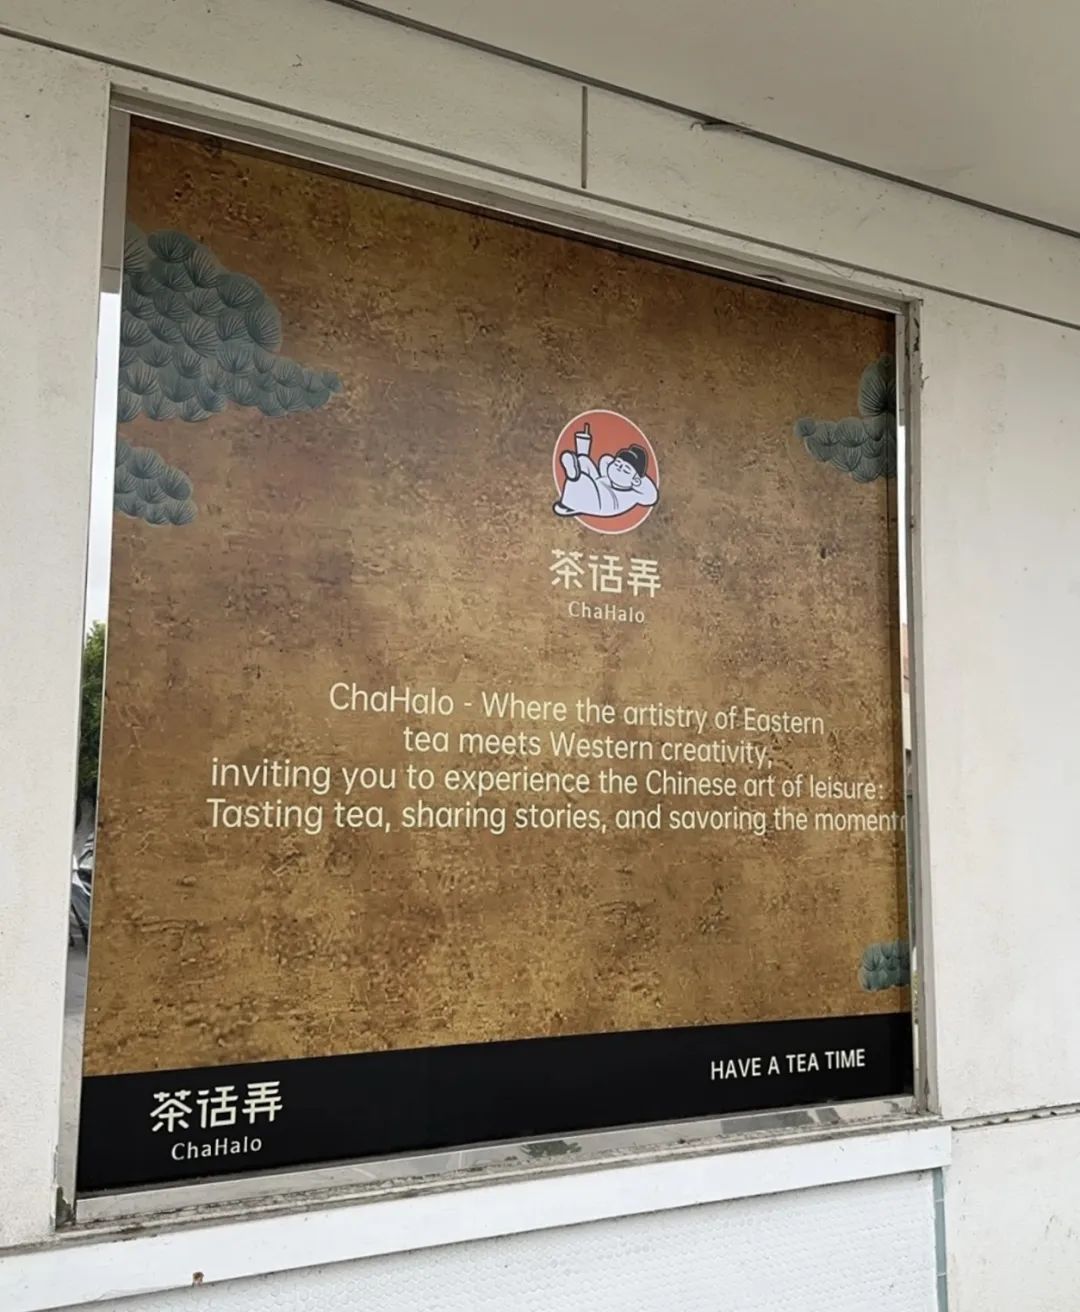 茶话弄
ChaHalo
ChaHalo - Where the artistry of Eastern
tea meets Western creativity,
inviting you to experience the Chinese art of leisure:
Tasting tea, sharing stories, and savoring the moment
茶话弄
ChaHalo
HAVE A TEA TIME